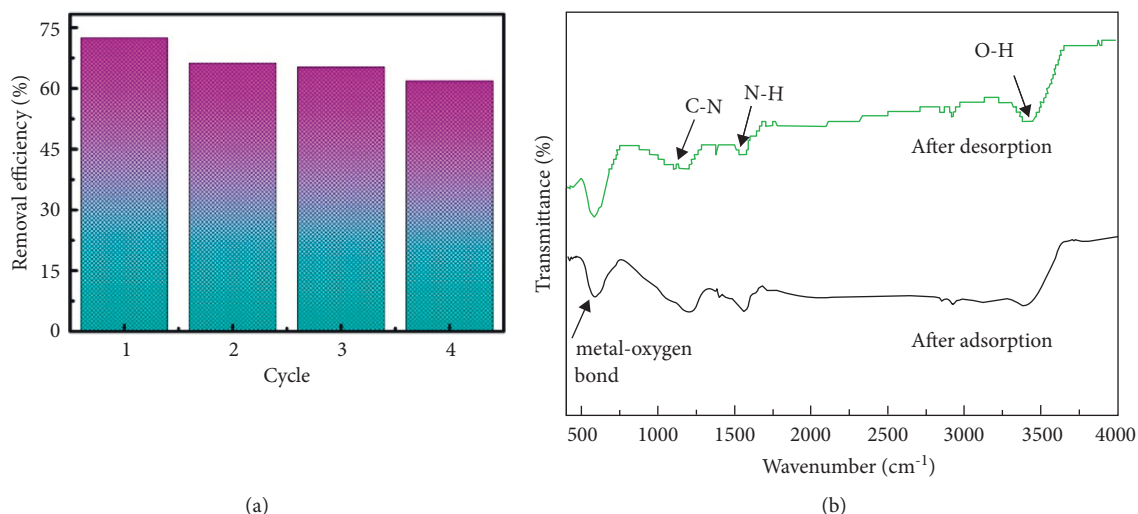 75
60
45
30
15
0
Removal efficiency (%)
1 2 3 4
Cycle
(a)
O-H
N-H
C-N
After desorption
Transmittance (%)
metal-oxygen
bond
After adsorption
500 1000 1500 2000 2500 3000 3500 4000
Wavenumber (cm⁻¹)
(b)